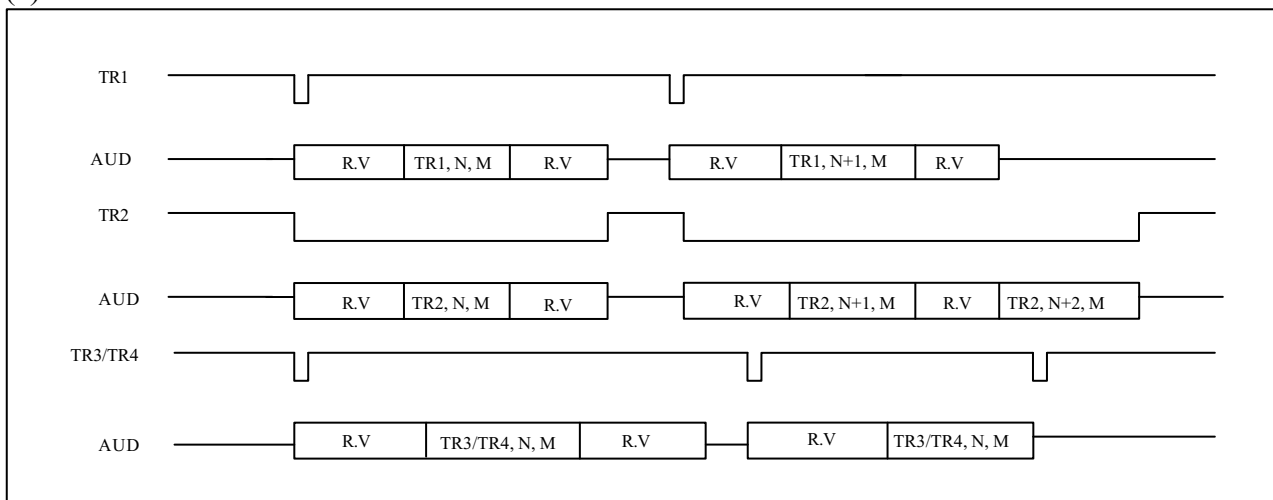 TR1
AUD R.V TR1, N, M R.V R.V TR1, N+1, M R.V
TR2
AUD R.V TR2, N, M R.V R.V TR2, N+1, M R.V TR2, N+2, M
TR3/TR4
AUD R.V TR3/TR4, N, M R.V R.V TR3/TR4, N, M